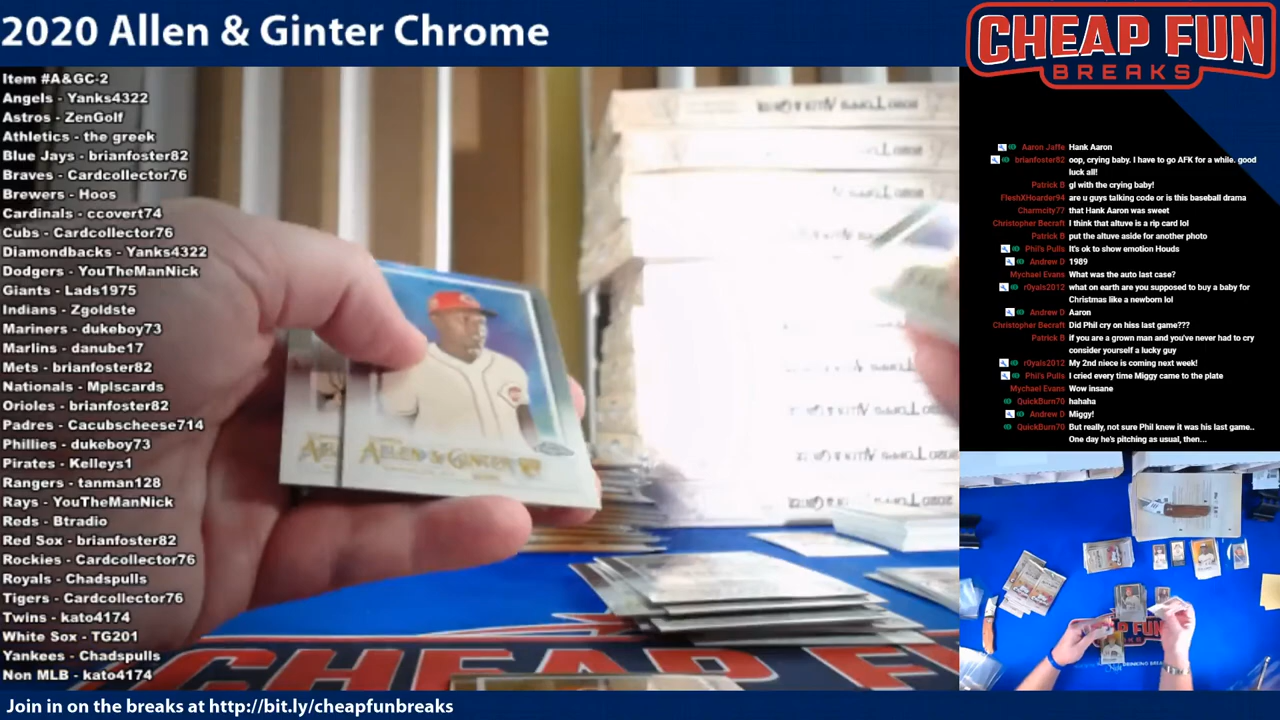 2020 Allen & Ginter Chrome
Item #A&GC-2
Angels - Yanks4322
Astros - ZenGolf
Athletics - the greek
Blue Jays - brianfoster82
Braves - Cardcollector76
Brewers - Hoos
Cardinals - ccovert74
Cubs - Cardcollector76
Diamondbacks - Yanks4322
Dodgers - YouTheManNick
Giants - Lads1975
Indians - Zgoldste
Mariners - dukeboy73
Marlins - danube17
Mets - brianfoster82
Nationals - Mplscards
Orioles - brianfoster82
Padres - Cacubscheese714
Phillies - dukeboy73
Pirates - Kelleys1
Rangers - tanman128
Rays - YouTheManNick
Reds - Btradio
Red Sox - brianfoster82
Rockies - Cardcollector76
Royals - Chadspulls
Tigers - Cardcollector76
Twins - kato4174
White Sox - TG201
Yankees - Chadspulls
Non MLB - kato4174
ALLEN & GINTER
CHEAP FU
CHEAP FUN
BREAKS
Aaron Jaffe Hank Aaron
brianfoster82 oop, crying baby. I have to go AFK for a while. good
luck all!
Patrick B gl with the crying baby!
FleshXHoarder94 are u guys talking code or is this baseball drama
Charmcity77 that Hank Aaron was sweet
Christopher Becraft I think that altuve is a rip card lol
Patrick B put the altuve aside for another photo
Phil's Pulls It's ok to show emotion Houds
Andrew D 1989
Mychael Evans What was the auto last case?
r0yals2012 what on earth are you supposed to buy a baby for
Christmas like a newborn lol
Andrew D Aaron
Christopher Becraft Did Phil cry on hiss last game???
Patrick B if you are a grown man and you've never had to cry
consider yourself a lucky guy
r0yals2012 My 2nd niece is coming next week!
Phil's Pulls I cried every time Miggy came to the plate
Mychael Evans Wow insane
QuickBurn70 hahaha
Andrew D Miggy!
QuickBurn70 But really, not sure Phil knew it was his last game..
One day he's pitching as usual, then...
CHEAP FUN
Join in on the breaks at http://bit.ly/cheapfunbreaks